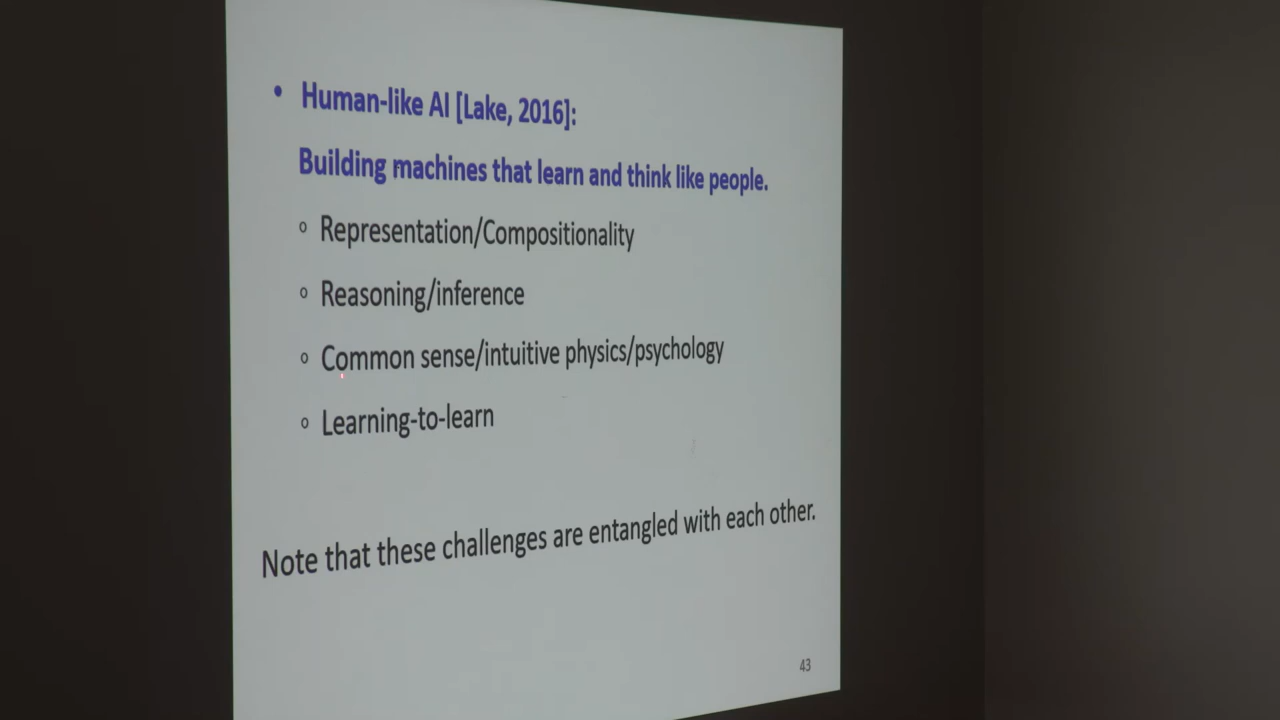 • Human-like AI [Lake, 2016]:
Building machines that learn and think like people.
○ Representation/Compositionality
○ Reasoning/inference
○ Common sense/intuitive physics/psychology
○ Learning-to-learn
Note that these challenges are entangled with each other.
43